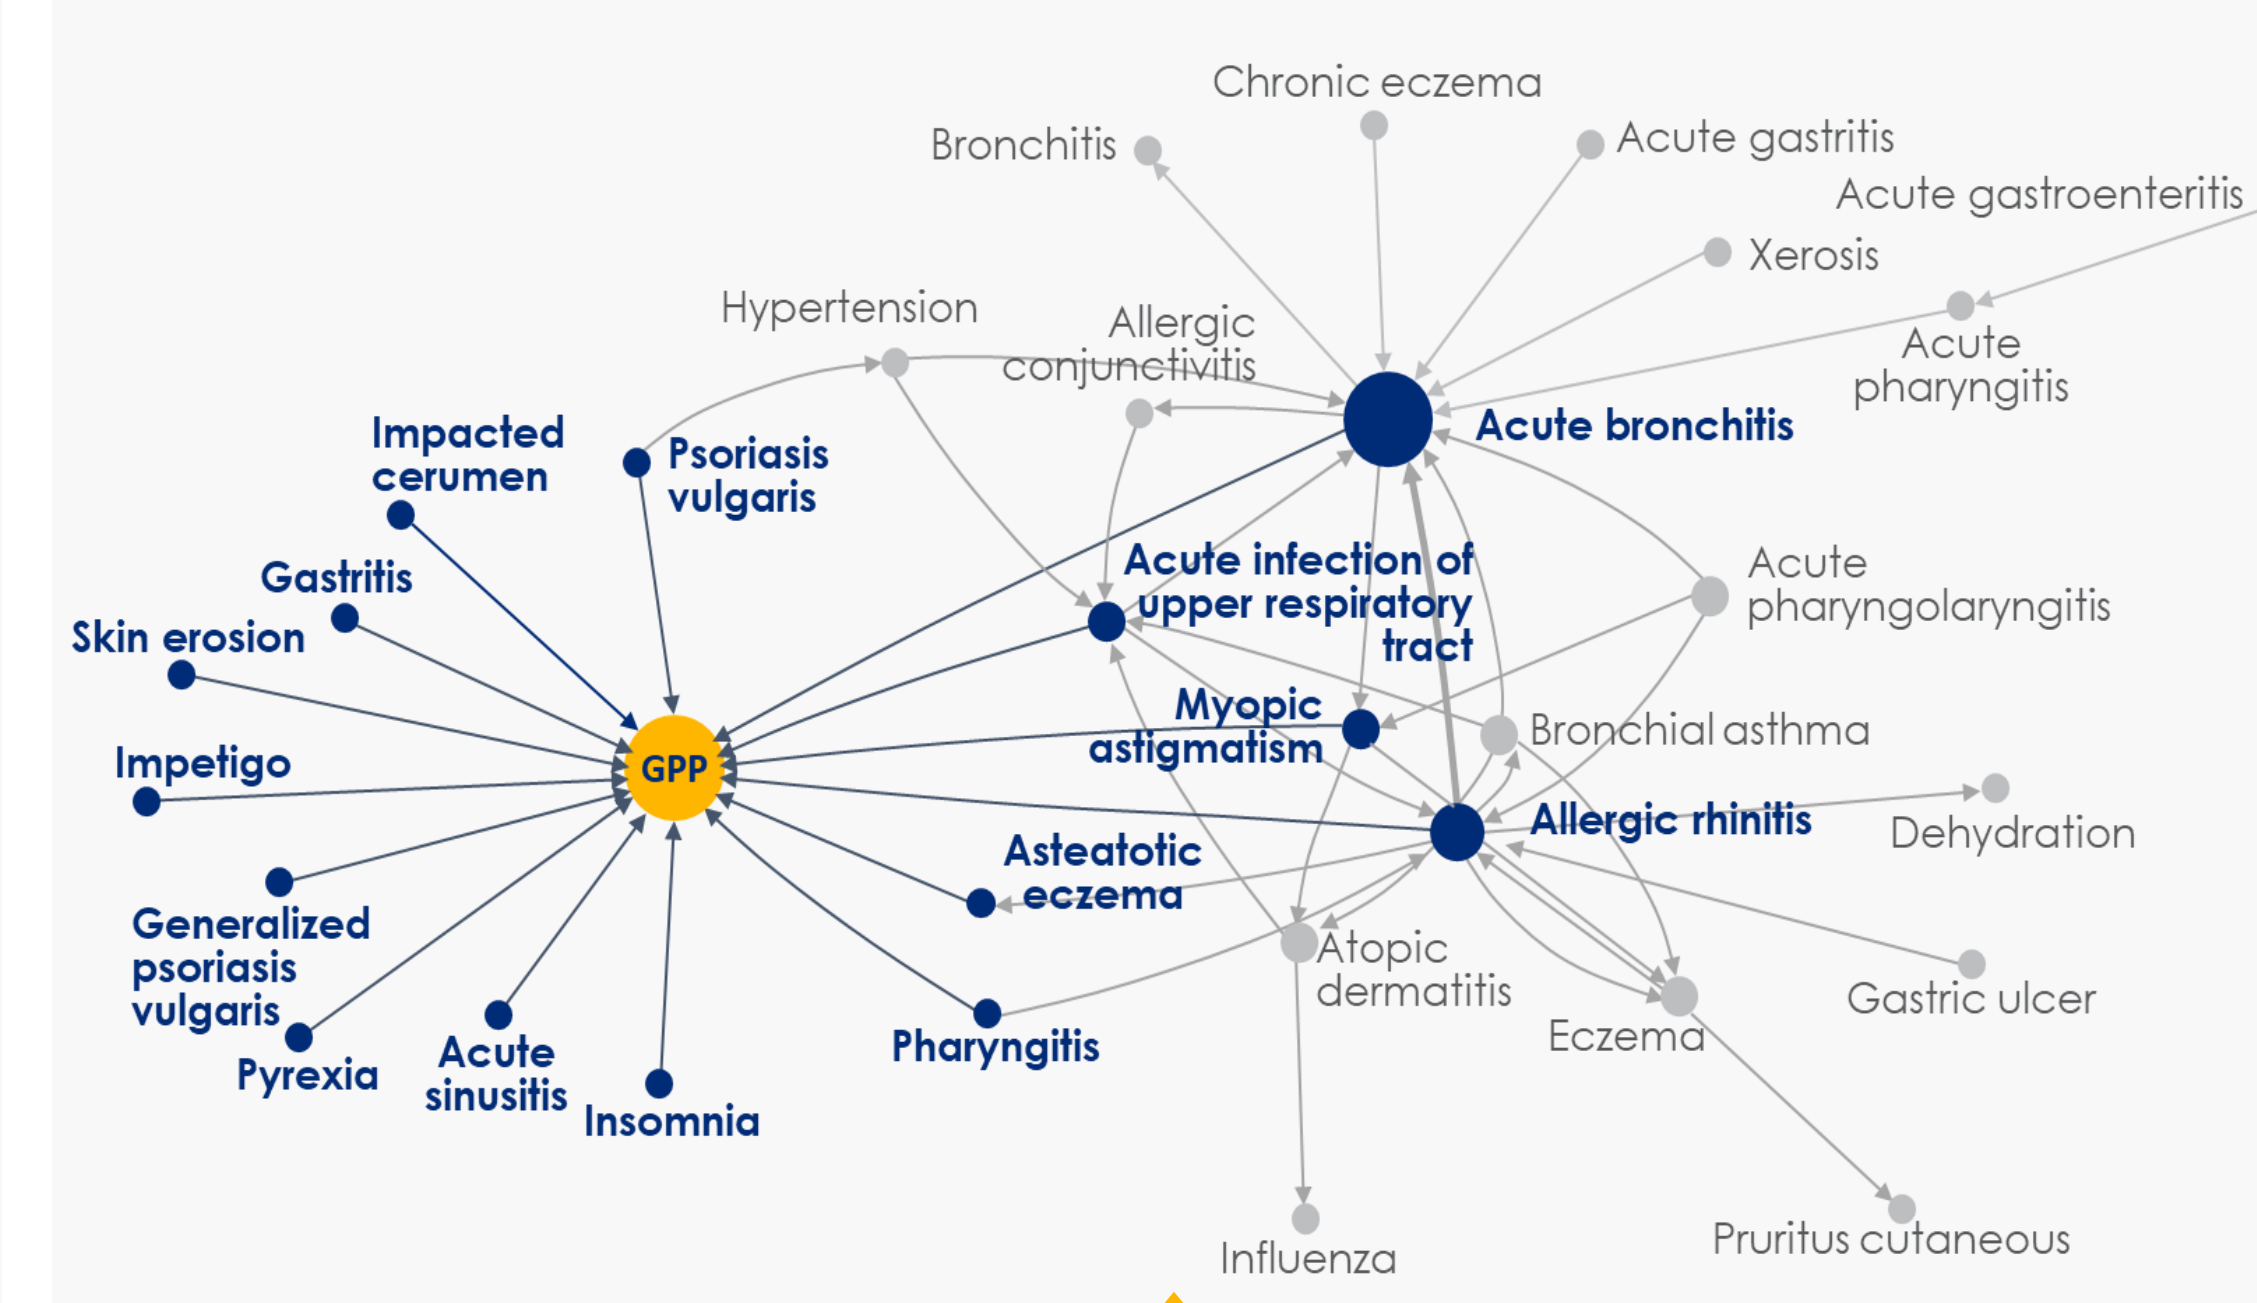 Chronic eczema
Bronchitis
Acute gastritis
Acute gastroenteritis
Xerosis
Hypertension
Allergic
conjunctivitis
Acute
pharyngitis
Acute bronchitis
Impacted
cerumen
Psoriasis
vulgaris
Gastritis
Acute infection of
upper respiratory
tract
Acute
pharyngolaryngitis
Skin erosion
Myopic
astigmatism
Bronchial asthma
Impetigo
GPP
Allergic rhinitis
Dehydration
Asteatotic
eczema
Generalized
psoriasis
vulgaris
Atopic
dermatitis
Gastric ulcer
Eczema
Pharyngitis
Pyrexia
Acute
sinusitis
Insomnia
Influenza
Pruritus cutaneous